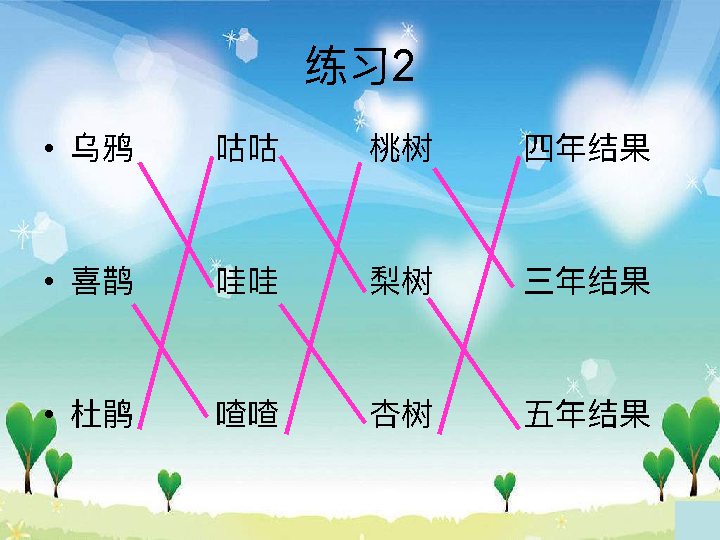 练习2
• 乌鸦 咕咕 桃树 四年结果
• 喜鹊 哇哇 梨树 三年结果
• 杜鹃 喳喳 杏树 五年结果